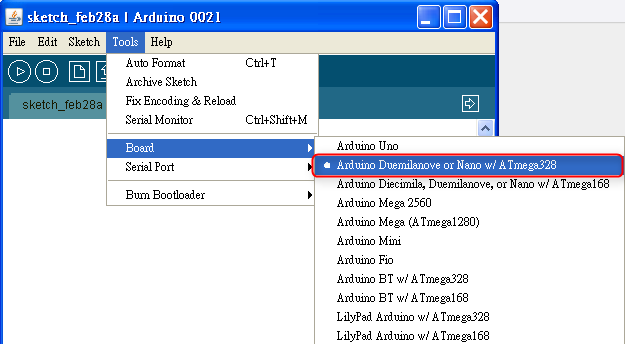 sketch_feb28a | Arduino 0021
File Edit Sketch Tools Help
sketch_feb28a
Auto Format Ctrl+T
Archive Sketch
Fix Encoding & Reload
Serial Monitor Ctrl+Shift+M
Board
Serial Port
Burn Bootloader
Arduino Uno
Arduino Duemilanove or Nano w/ ATmega328
Arduino Diecimila, Duemilanove, or Nano w/ ATmega168
Arduino Mega 2560
Arduino Mega (ATmega1280)
Arduino Mini
Arduino Fio
Arduino BT w/ ATmega328
Arduino BT w/ ATmega168
LilyPad Arduino w/ ATmega328
LilyPad Arduino w/ ATmega168